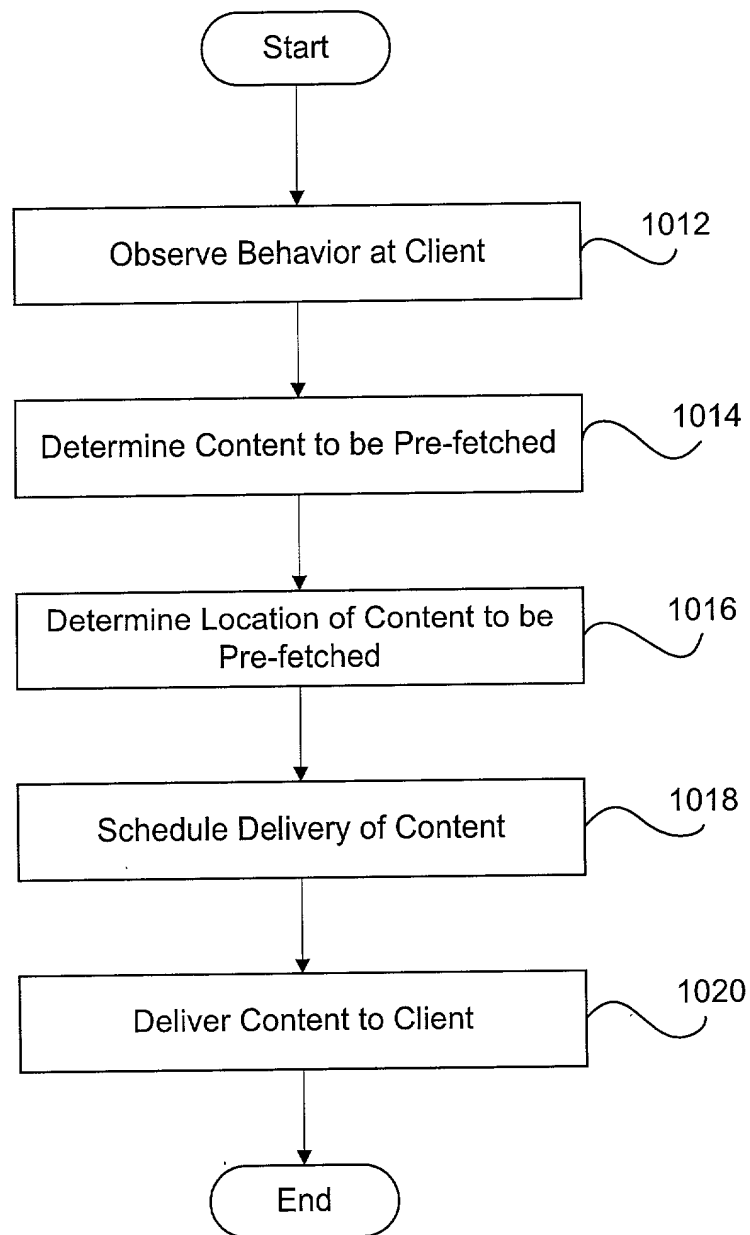 Start
Observe Behavior at Client
1012
Determine Content to be Pre-fetched
1014
Determine Location of Content to be
Pre-fetched
1016
Schedule Delivery of Content
1018
Deliver Content to Client
1020
End